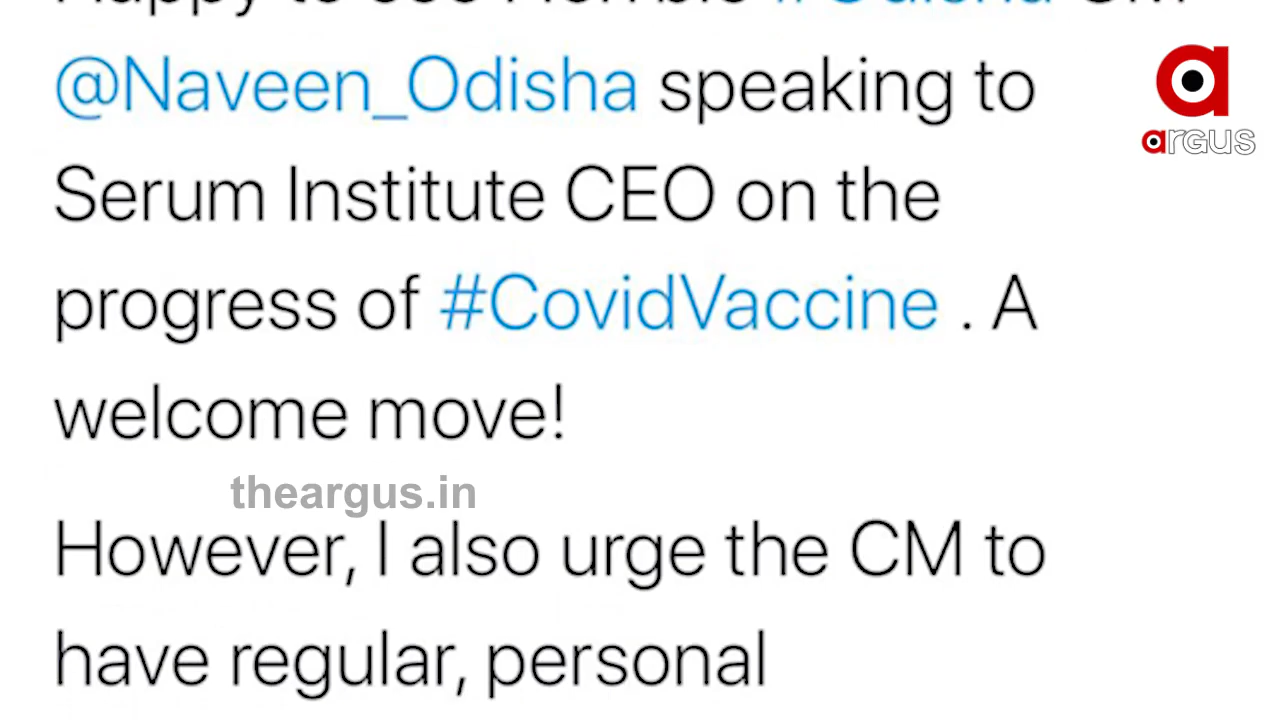 @Naveen_Odisha speaking to
Serum Institute CEO on the
progress of #CovidVaccine . A
welcome move!
theargus.in
However, I also urge the CM to
have regular, personal
argus